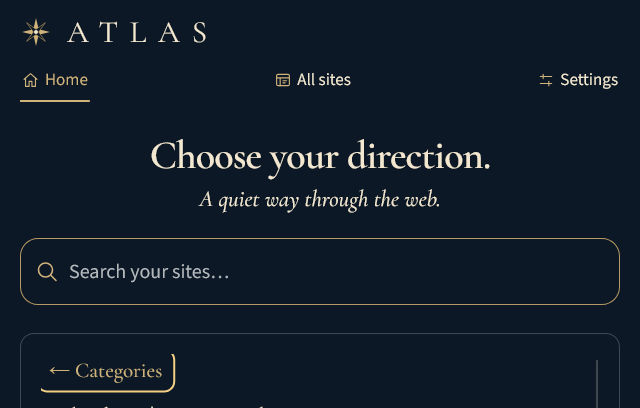 ATLAS
Home
All sites
Settings
Choose your direction.
A quiet way through the web.
Search your sites…
← Categories